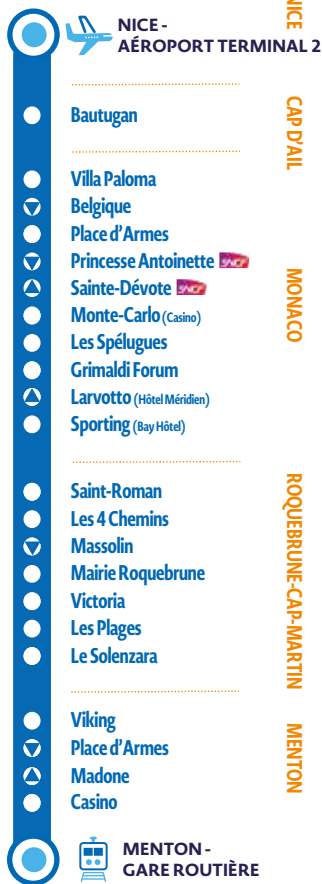 NICE -
AÉROPORT TERMINAL 2
NICE
Bautugan
CAP D'AIL
Villa Paloma
Belgique
Place d'Armes
Princesse Antoinette SNCF
Sainte-Dévote SNCF
Monte-Carlo (Casino)
Les Spélugues
Grimaldi Forum
Larvotto (Hôtel Méridien)
Sporting (Bay Hôtel)
MONACO
Saint-Roman
Les 4 Chemins
Massolin
Mairie Roquebrune
Victoria
Les Plages
Le Solenzara
ROQUEBRUNE-CAP-MARTIN
Viking
Place d'Armes
Madone
Casino
MENTON
MENTON -
GARE ROUTIÈRE